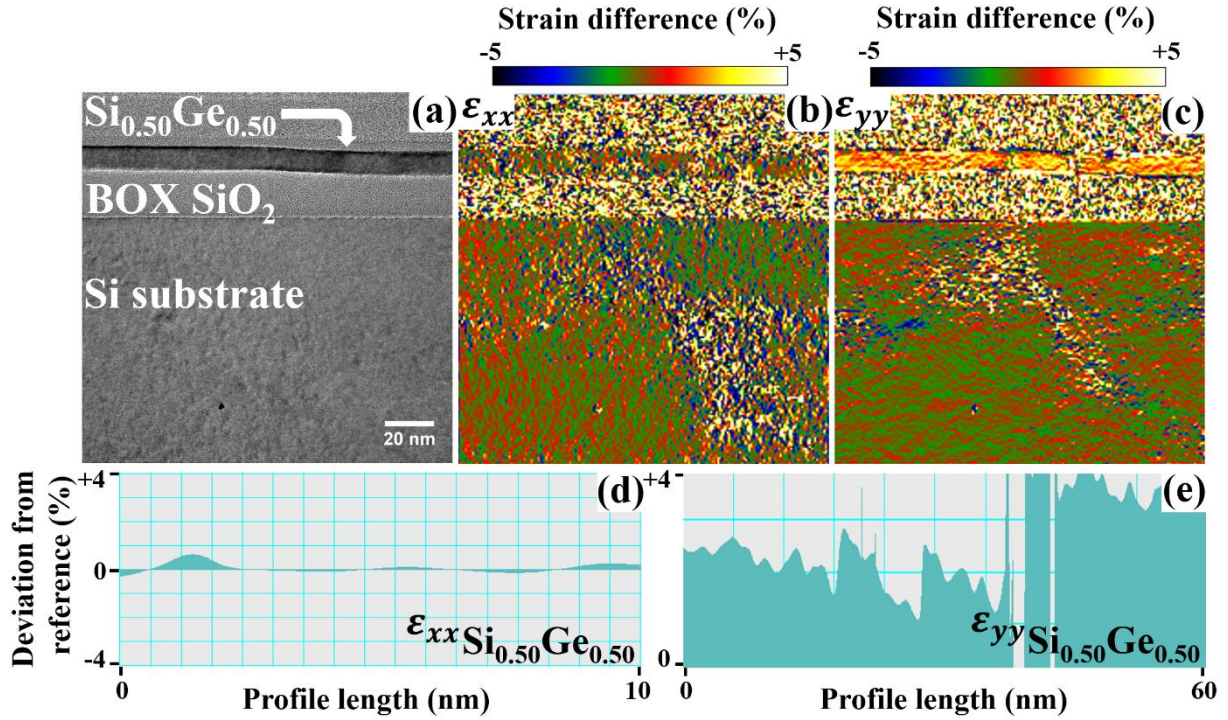 Strain difference (%)
-5 +5
Strain difference (%)
-5 +5
Si₀.₅₀Ge₀.₅₀
(a)
BOX SiO₂
Si substrate
20 nm
εxx
(b)
εyy
(c)
Deviation from
reference (%)
+4
0
-4
(d)
εxx Si₀.₅₀Ge₀.₅₀
0 Profile length (nm) 10
+4
0
(e)
εyy Si₀.₅₀Ge₀.₅₀
0 Profile length (nm) 60